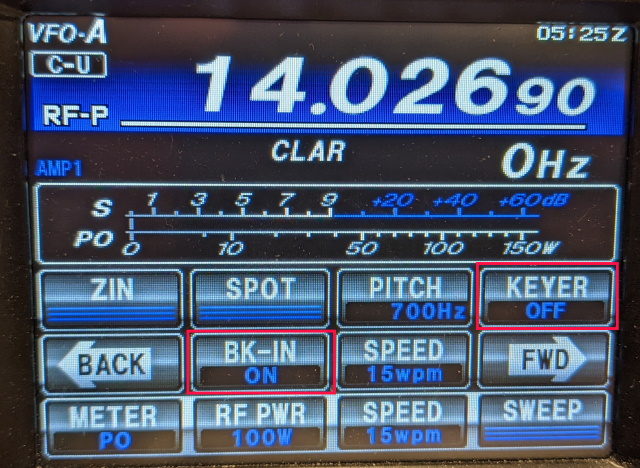 VFO-A 05:25Z
C-U
14.02690
RF-P
CLAR 0Hz
AMP1
S 1 3 5 7 9 +20 +40 +60dB
PO 0 10 50 100 150W
ZIN SPOT PITCH KEYER
700Hz OFF
BACK BK-IN SPEED FWD
ON 15wpm
METER RF PWR SPEED SWEEP
PO 100W 15wpm